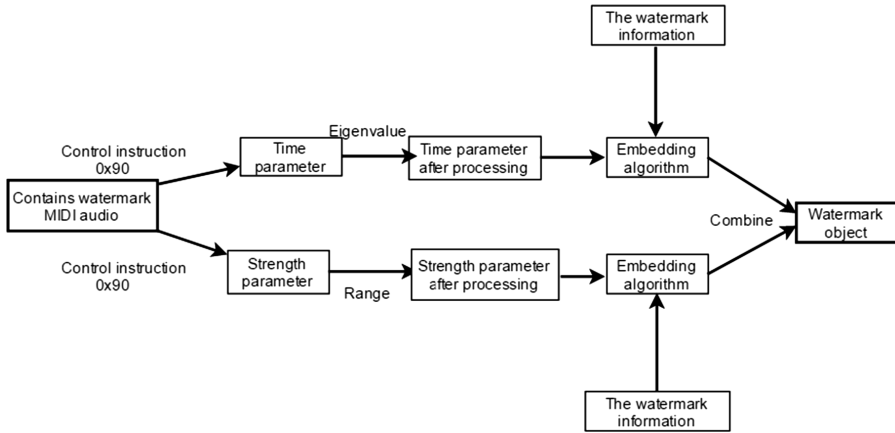 The watermark
information
Control instruction
0x90
Eigenvalue
Time
parameter
Time parameter
after processing
Embedding
algorithm
Contains watermark
MIDI audio
Combine
Watermark
object
Control instruction
0x90
Strength
parameter
Range
Strength parameter
after processing
Embedding
algorithm
The watermark
information